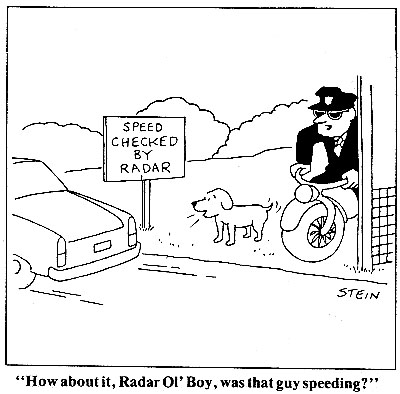 SPEED
CHECKED
BY
RADAR
STEIN
"How about it, Radar Ol' Boy, was that guy speeding?"